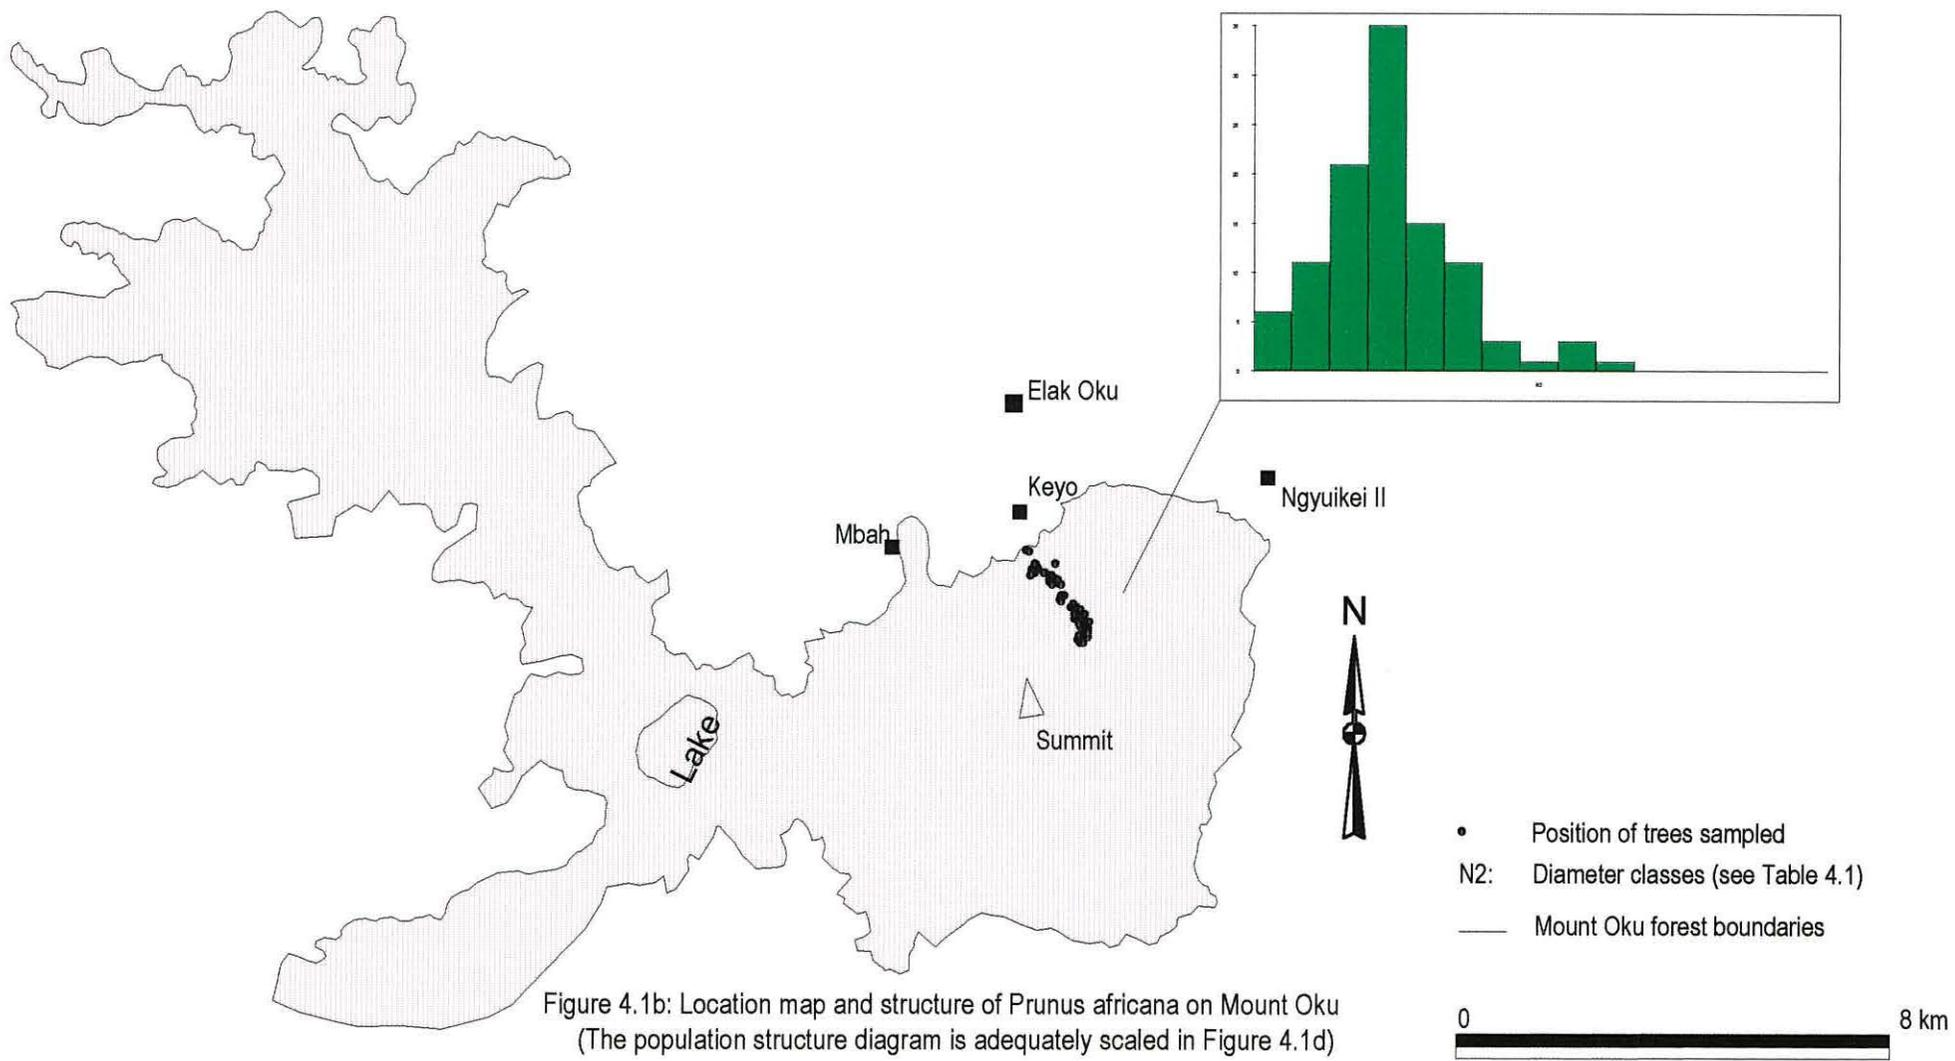 Elak Oku
Keyo
Ngyuikei II
Mbah
N
Lake
Summit
Position of trees sampled
N2: Diameter classes (see Table 4.1)
Mount Oku forest boundaries
Figure 4.1b: Location map and structure of Prunus africana on Mount Oku
(The population structure diagram is adequately scaled in Figure 4.1d)
0 8 km